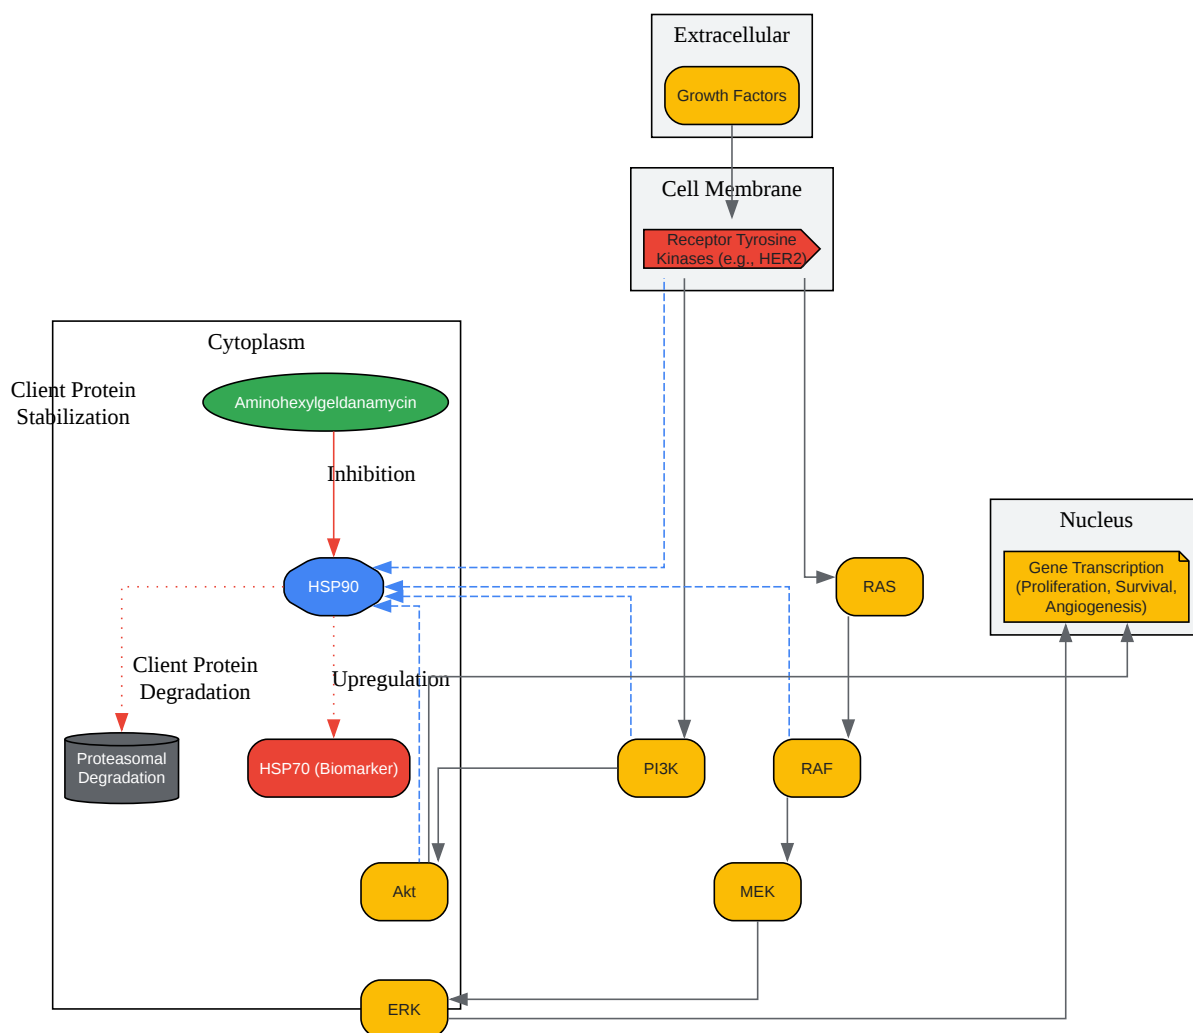 Extracellular
Growth Factors
Cell Membrane
Receptor Tyrosine
Kinases (e.g., HER2)
Cytoplasm
Client Protein
Stabilization
Aminohexylgeldanamycin
Inhibition
Nucleus
Gene Transcription
(Proliferation, Survival,
Angiogenesis)
HSP90
RAS
Client Protein
Degradation
Upregulation
Proteasomal
Degradation
HSP70 (Biomarker)
PI3K
RAF
Akt
MEK
ERK